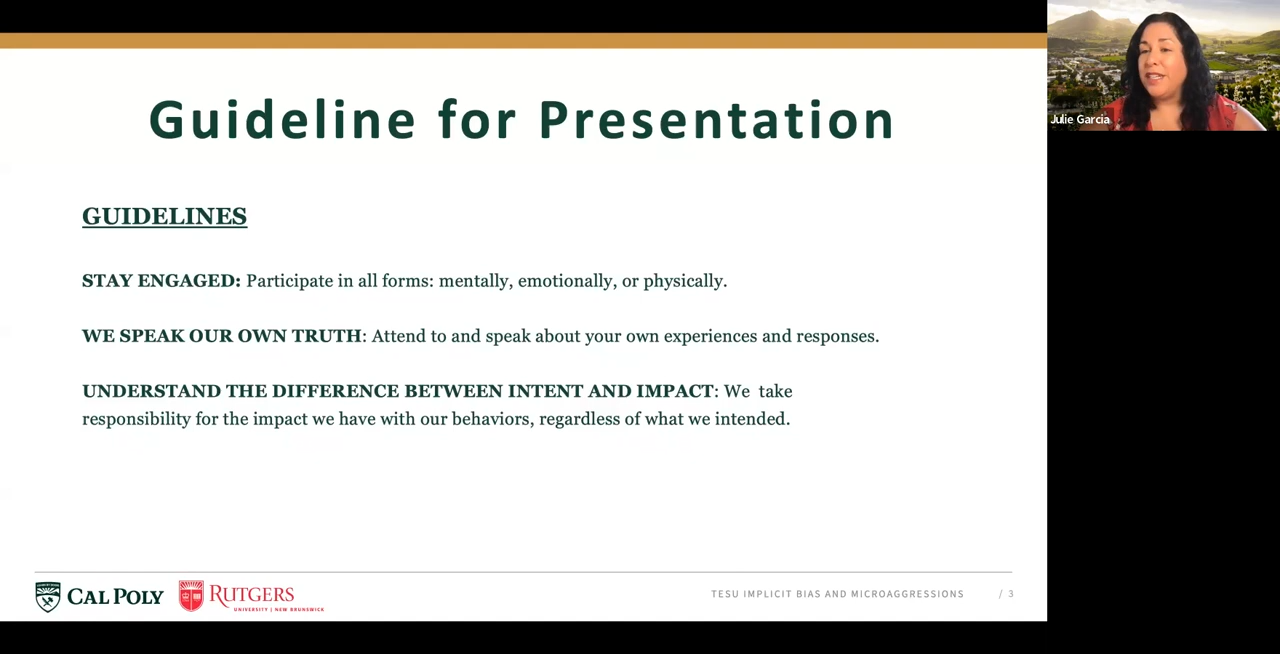 Guideline for Presentation
Julie Garcia
GUIDELINES
STAY ENGAGED: Participate in all forms: mentally, emotionally, or physically.
WE SPEAK OUR OWN TRUTH: Attend to and speak about your own experiences and responses.
UNDERSTAND THE DIFFERENCE BETWEEN INTENT AND IMPACT: We  take
responsibility for the impact we have with our behaviors, regardless of what we intended.
CAL POLY
RUTGERS
UNIVERSITY | NEW BRUNSWICK
TESU IMPLICIT BIAS AND MICROAGGRESSIONS
/ 3